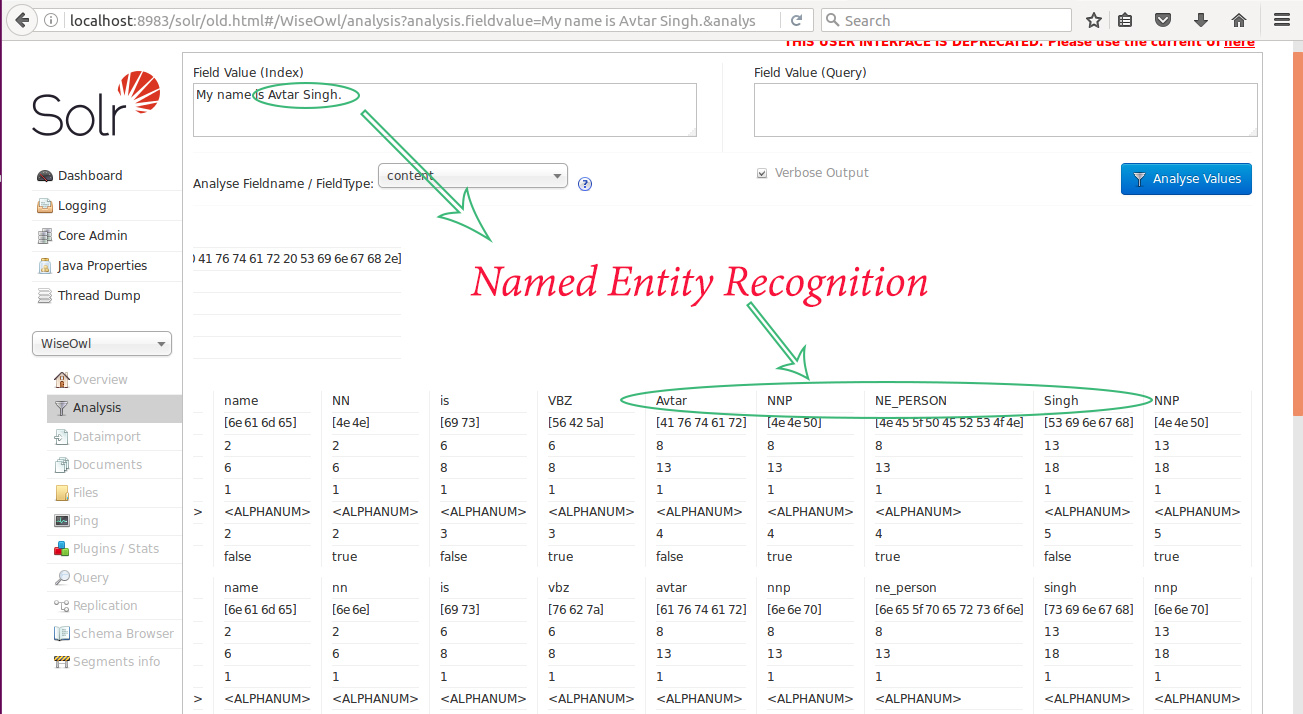 localhost:8983/solr/old.html#/WiseOwl/analysis?analysis.fieldvalue=My name is Avtar Singh.&analys
Search
THIS USER INTERFACE IS DEPRECATED. Please use the current UI here
Solr
Dashboard
Logging
Core Admin
Java Properties
Thread Dump
WiseOwl
Overview
Analysis
Dataimport
Documents
Files
Ping
Plugins / Stats
Query
Replication
Schema Browser
Segments info
Field Value (Index)
My name is Avtar Singh.
Field Value (Query)
Analyse Fieldname / FieldType: content ?
Verbose Output
Analyse Values
41 76 74 61 72 20 53 69 6e 67 68 2e]
Named Entity Recognition
name NN is VBZ Avtar NNP NE_PERSON Singh NNP
[6e 61 6d 65] [4e 4e] [69 73] [56 42 5a] [41 76 74 61 72] [4e 4e 50] [4e 45 5f 50 45 52 53 4f 4e] [53 69 6e 67 68] [4e 4e 50]
2 2 6 6 8 8 8 13 13
6 6 8 8 13 13 13 18 18
1 1 1 1 1 1 1 1 1
> <ALPHANUM> <ALPHANUM> <ALPHANUM> <ALPHANUM> <ALPHANUM> <ALPHANUM> <ALPHANUM> <ALPHANUM> <ALPHANUM>
2 2 3 3 4 4 4 5 5
false true false true false true true false true
name nn is vbz avtar nnp ne_person singh nnp
[6e 61 6d 65] [6e 6e] [69 73] [76 62 7a] [61 76 74 61 72] [6e 6e 70] [6e 65 5f 70 65 72 73 6f 6e] [73 69 6e 67 68] [6e 6e 70]
2 2 6 6 8 8 8 13 13
6 6 8 8 13 13 13 18 18
1 1 1 1 1 1 1 1 1
> <ALPHANUM> <ALPHANUM> <ALPHANUM> <ALPHANUM> <ALPHANUM> <ALPHANUM> <ALPHANUM> <ALPHANUM> <ALPHANUM>